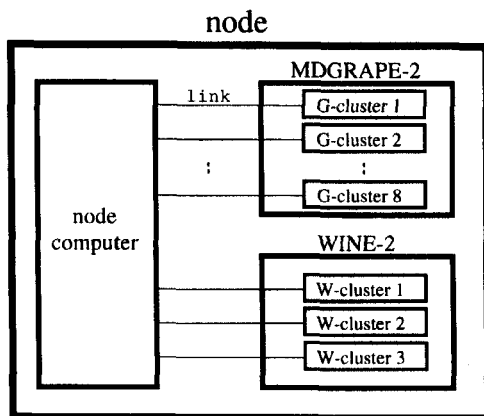 node
MDGRAPE-2
link
G-cluster 1
G-cluster 2
⋮ ⋮
G-cluster 8
node
computer
WINE-2
W-cluster 1
W-cluster 2
W-cluster 3